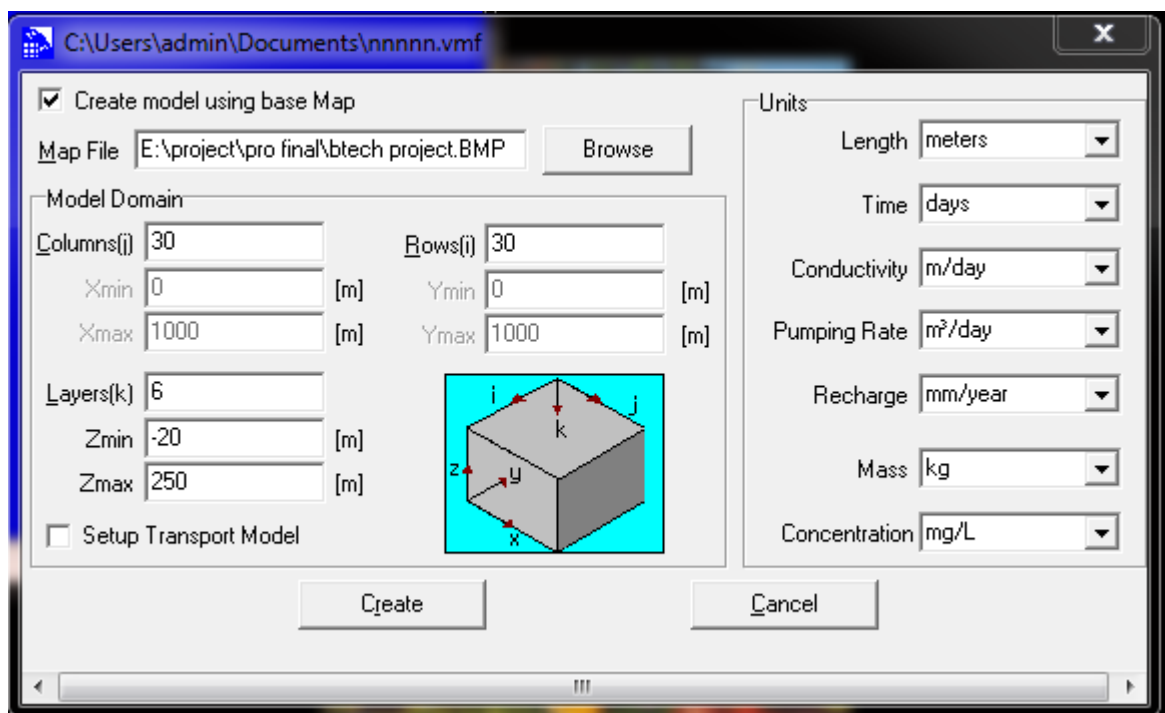 C:\Users\admin\Documents\nnnnn.vmf
x
Create model using base Map
Map File E:\project\pro final\btech project.BMP Browse
Model Domain
Columns(j) 30 Rows(i) 30
Xmin 0 [m] Ymin 0 [m]
Xmax 1000 [m] Ymax 1000 [m]
Layers(k) 6
Zmin -20 [m]
Zmax 250 [m]
Setup Transport Model
i j
k
z y
x
Units
Length meters
Time days
Conductivity m/day
Pumping Rate m³/day
Recharge mm/year
Mass kg
Concentration mg/L
Create Cancel